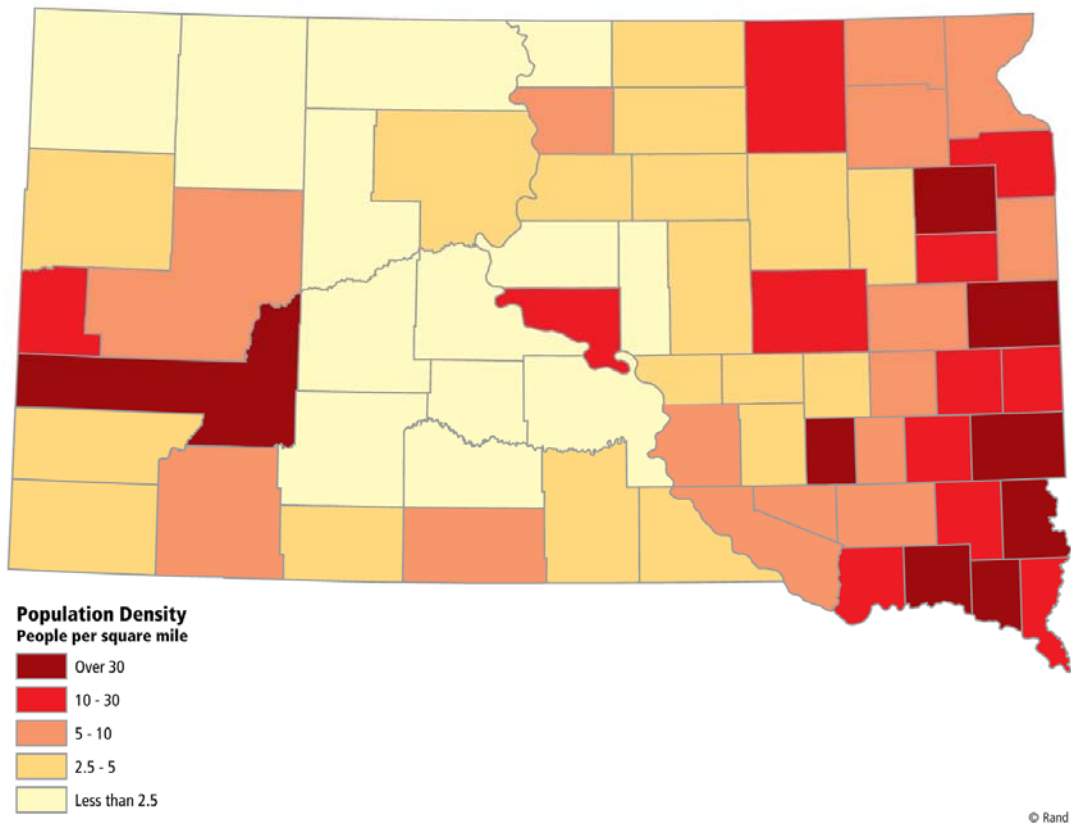 Population Density
People per square mile
Over 30
10 - 30
5 - 10
2.5 - 5
Less than 2.5
© Rand